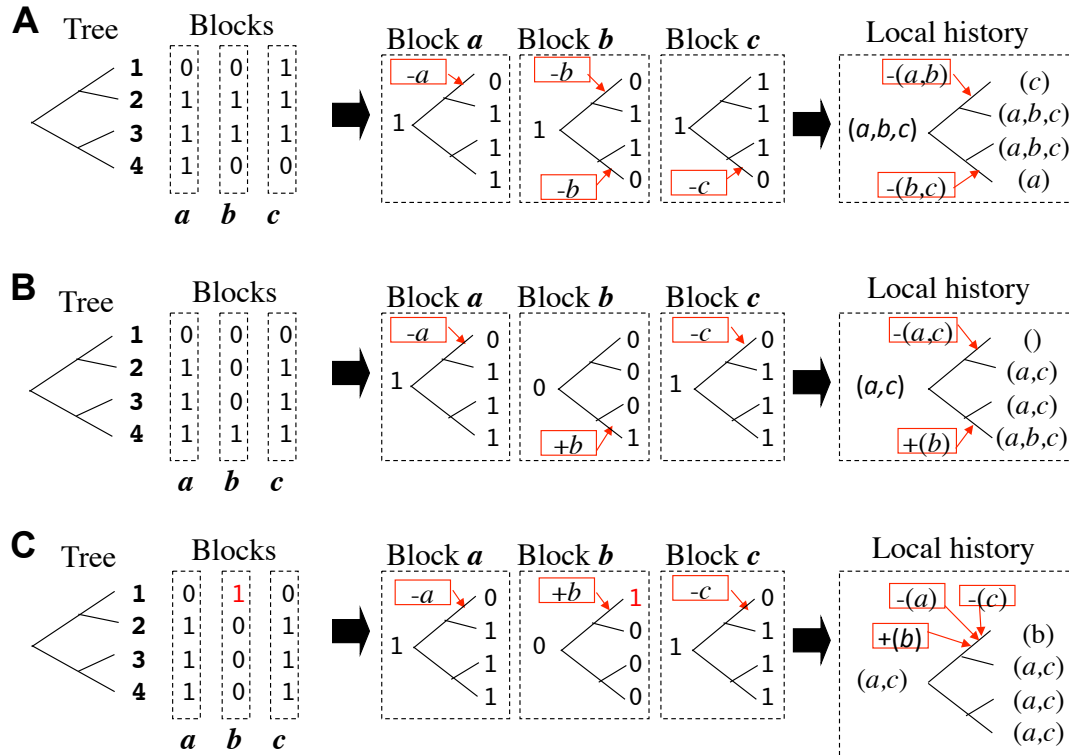 A
Tree
Blocks
1 0 0 1
2 1 1 1
3 1 1 1
4 1 0 0
a b c
Block a
-a
1
0
1
1
1
Block b
-b
1
0
1
1
-b
0
Block c
1
1
1
1
-c
0
Local history
-(a,b)
(c)
(a,b,c)
(a,b,c)
(a,b,c)
-(b,c)
(a)
B
Tree
Blocks
1 0 0 0
2 1 0 1
3 1 0 1
4 1 1 1
a b c
Block a
-a
0
1
1
1
1
Block b
0
0
0
0
+b
1
Block c
-c
0
1
1
1
1
Local history
-(a,c)
()
(a,c)
(a,c)
(a,c)
+(b)
(a,b,c)
C
Tree
Blocks
1 0 1 0
2 1 0 1
3 1 0 1
4 1 0 1
a b c
Block a
-a
0
1
1
1
1
Block b
+b
1
0
0
0
0
Block c
-c
0
1
1
1
1
Local history
-(a)
-(c)
+(b)
(b)
(a,c)
(a,c)
(a,c)
(a,c)